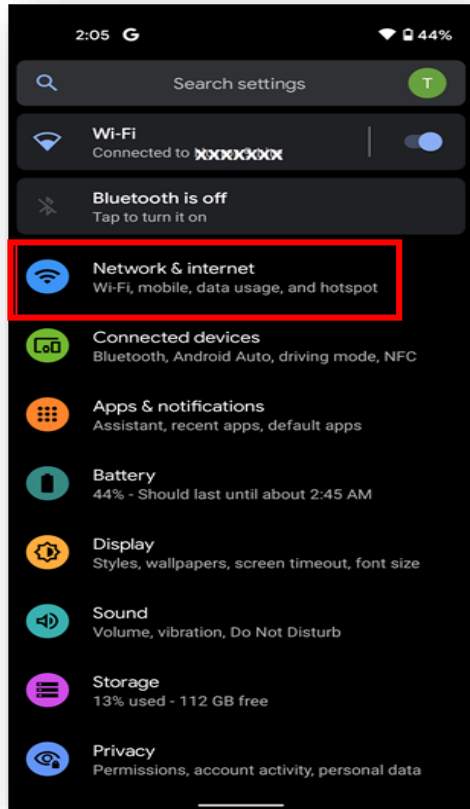 2:05 G 44%
Search settings T
Wi-Fi
Connected to XXXXXXX
Bluetooth is off
Tap to turn it on
Network & internet
Wi-Fi, mobile, data usage, and hotspot
Connected devices
Bluetooth, Android Auto, driving mode, NFC
Apps & notifications
Assistant, recent apps, default apps
Battery
44% - Should last until about 2:45 AM
Display
Styles, wallpapers, screen timeout, font size
Sound
Volume, vibration, Do Not Disturb
Storage
13% used - 112 GB free
Privacy
Permissions, account activity, personal data